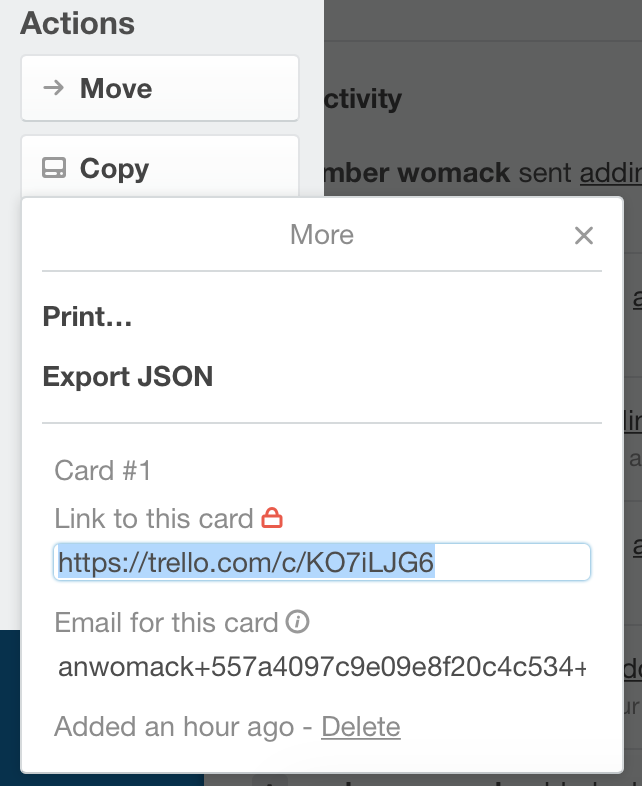 Actions
Move
ctivity
Copy
mber womack sent addin
More
Print...
Export JSON
Card #1
Link to this card
https://trello.com/c/KO7iLJG6
Email for this card
anwomack+557a4097c9e09e8f20c4c534+
Added an hour ago - Delete